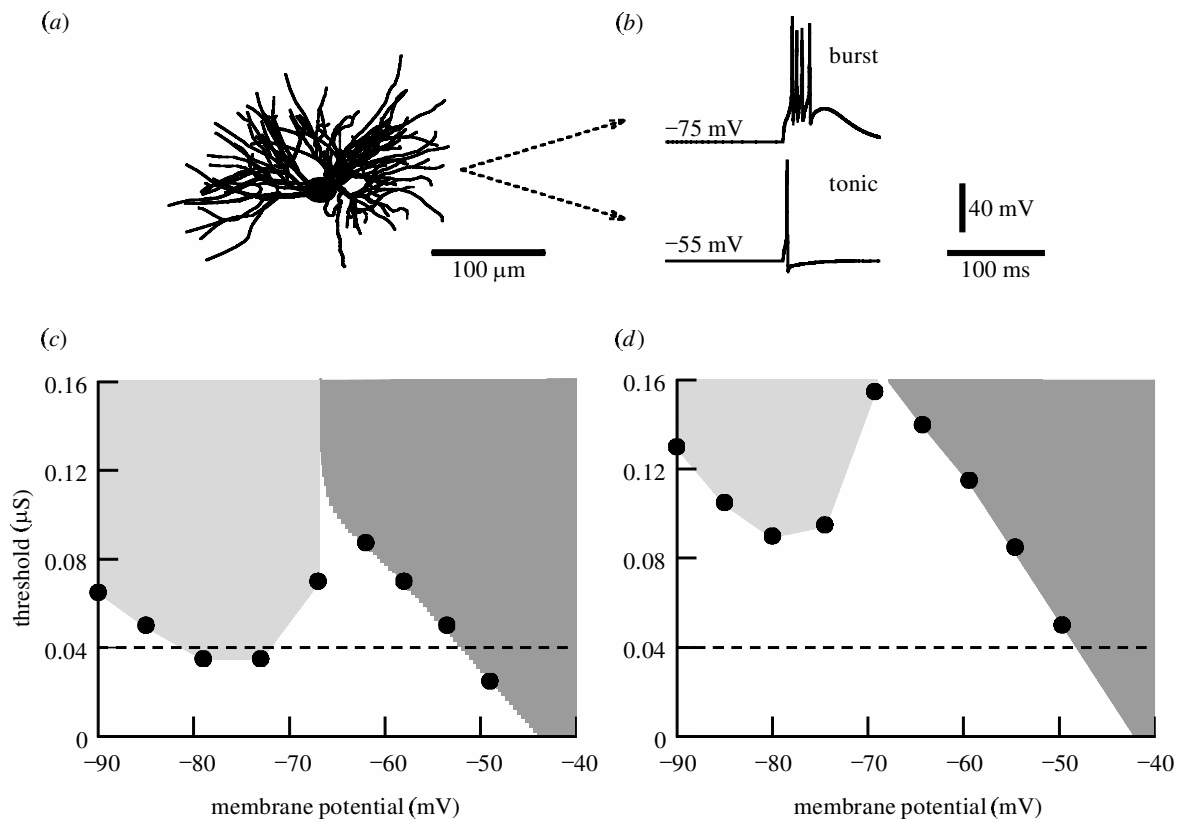 (a)
100 μm
(b)
burst
−75 mV
tonic
−55 mV
40 mV
100 ms
(c)
threshold (μS)
0.16
0.12
0.08
0.04
0
−90 −80 −70 −60 −50 −40
membrane potential (mV)
(d)
0.16
0.12
0.08
0.04
0
−90 −80 −70 −60 −50 −40
membrane potential (mV)